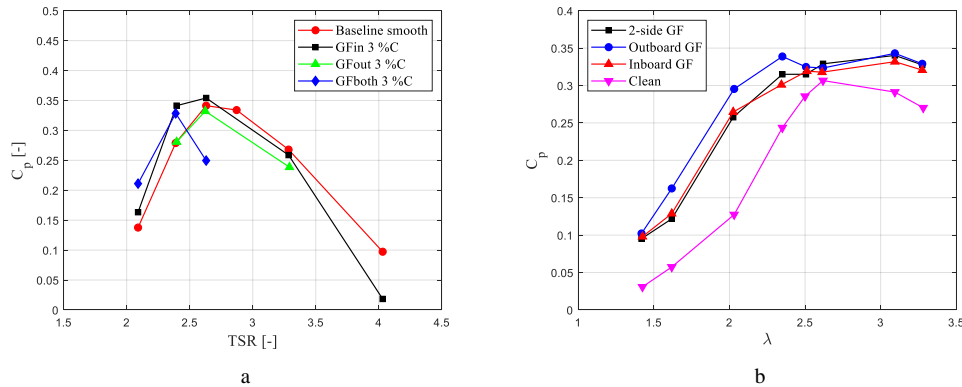 0.5
0.45
0.4
0.35
0.3
0.25
0.2
0.15
0.1
0.05
0
C_p [-]
1.5 2 2.5 3 3.5 4 4.5
TSR [-]
Baseline smooth
GFin 3 %C
GFout 3 %C
GFboth 3 %C
a
0.4
0.35
0.3
0.25
0.2
0.15
0.1
0.05
0
C_p
1 1.5 2 2.5 3 3.5
λ
2-side GF
Outboard GF
Inboard GF
Clean
b